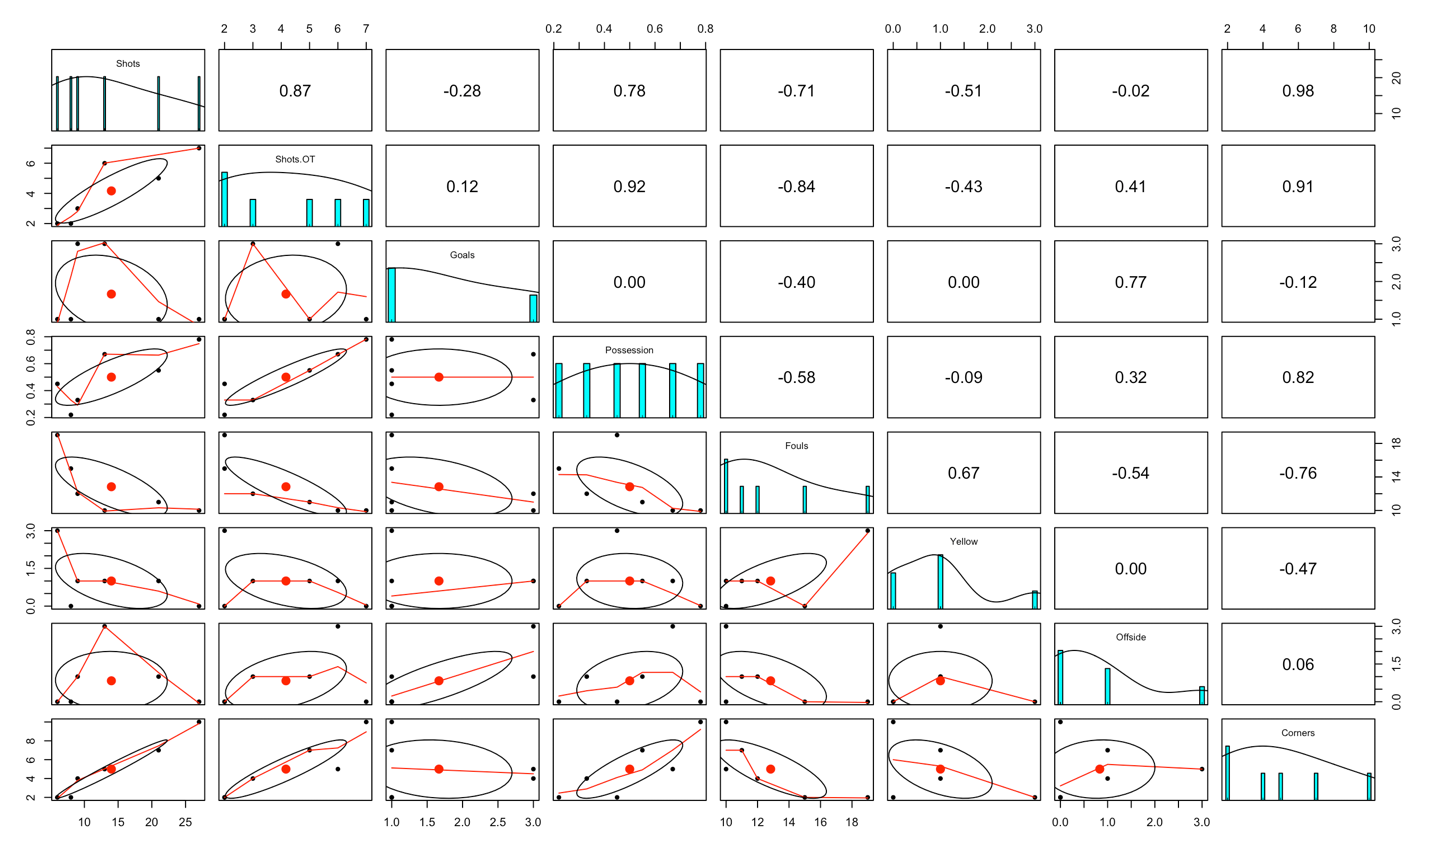 2 3 4 5 6 7 0.2 0.4 0.6 0.8 0.0 1.0 2.0 3.0 2 4 6 8 10
Shots 0.87 -0.28 0.78 -0.71 -0.51 -0.02 0.98 10 20
2 4 6 Shots.OT 0.12 0.92 -0.84 -0.43 0.41 0.91
Goals 0.00 -0.40 0.00 0.77 -0.12 1.0 2.0 3.0
0.2 0.4 0.6 0.8 Possession -0.58 -0.09 0.32 0.82
Fouls 0.67 -0.54 -0.76 10 14 18
0.0 1.5 3.0 Yellow 0.00 -0.47
Offside 0.06 0.0 1.5 3.0
2 4 6 8 Corners
10 15 20 25 1.0 1.5 2.0 2.5 3.0 10 12 14 16 18 0.0 1.0 2.0 3.0